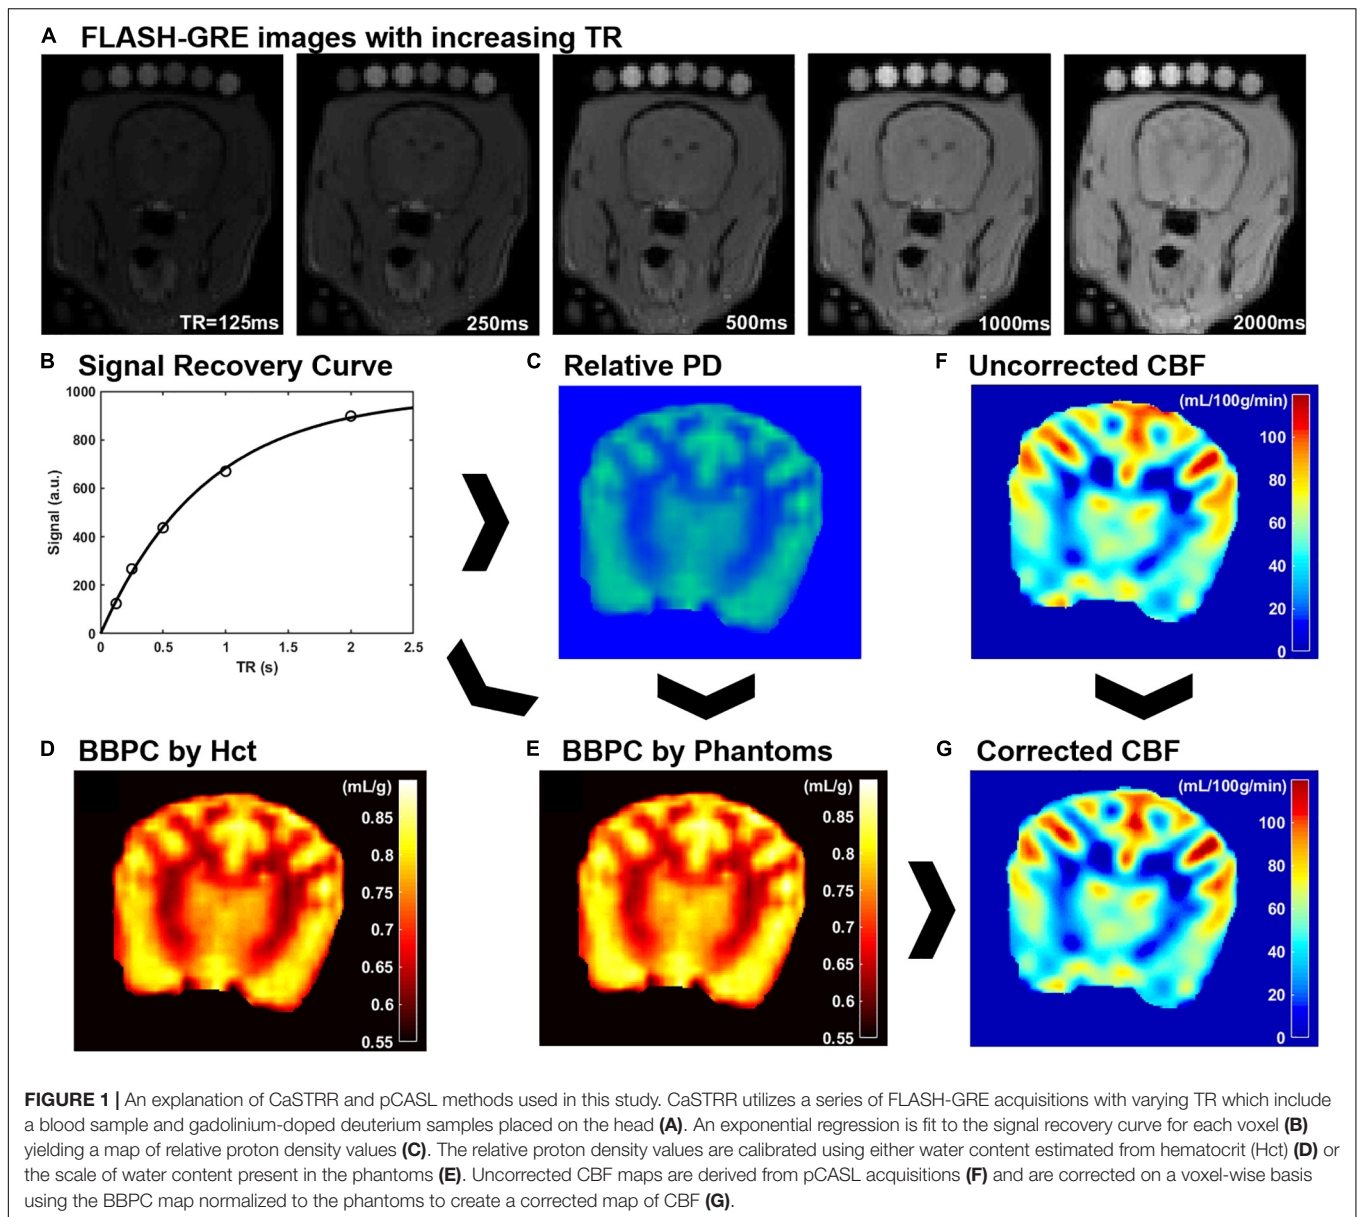 A FLASH-GRE images with increasing TR
TR=125ms 250ms 500ms 1000ms 2000ms
B Signal Recovery Curve
1000
800
600
400
200
0
Signal (a.u.)
0 0.5 1 1.5 2 2.5
TR (s)
C Relative PD
F Uncorrected CBF
(mL/100g/min)
100
80
60
40
20
0
D BBPC by Hct
(mL/g)
0.85
0.8
0.75
0.7
0.65
0.6
0.55
E BBPC by Phantoms
(mL/g)
0.85
0.8
0.75
0.7
0.65
0.6
0.55
G Corrected CBF
(mL/100g/min)
100
80
60
40
20
0
FIGURE 1 | An explanation of CaSTRR and pCASL methods used in this study. CaSTRR utilizes a series of FLASH-GRE acquisitions with varying TR which include
a blood sample and gadolinium-doped deuterium samples placed on the head (A). An exponential regression is fit to the signal recovery curve for each voxel (B)
yielding a map of relative proton density values (C). The relative proton density values are calibrated using either water content estimated from hematocrit (Hct) (D) or
the scale of water content present in the phantoms (E). Uncorrected CBF maps are derived from pCASL acquisitions (F) and are corrected on a voxel-wise basis
using the BBPC map normalized to the phantoms to create a corrected map of CBF (G).